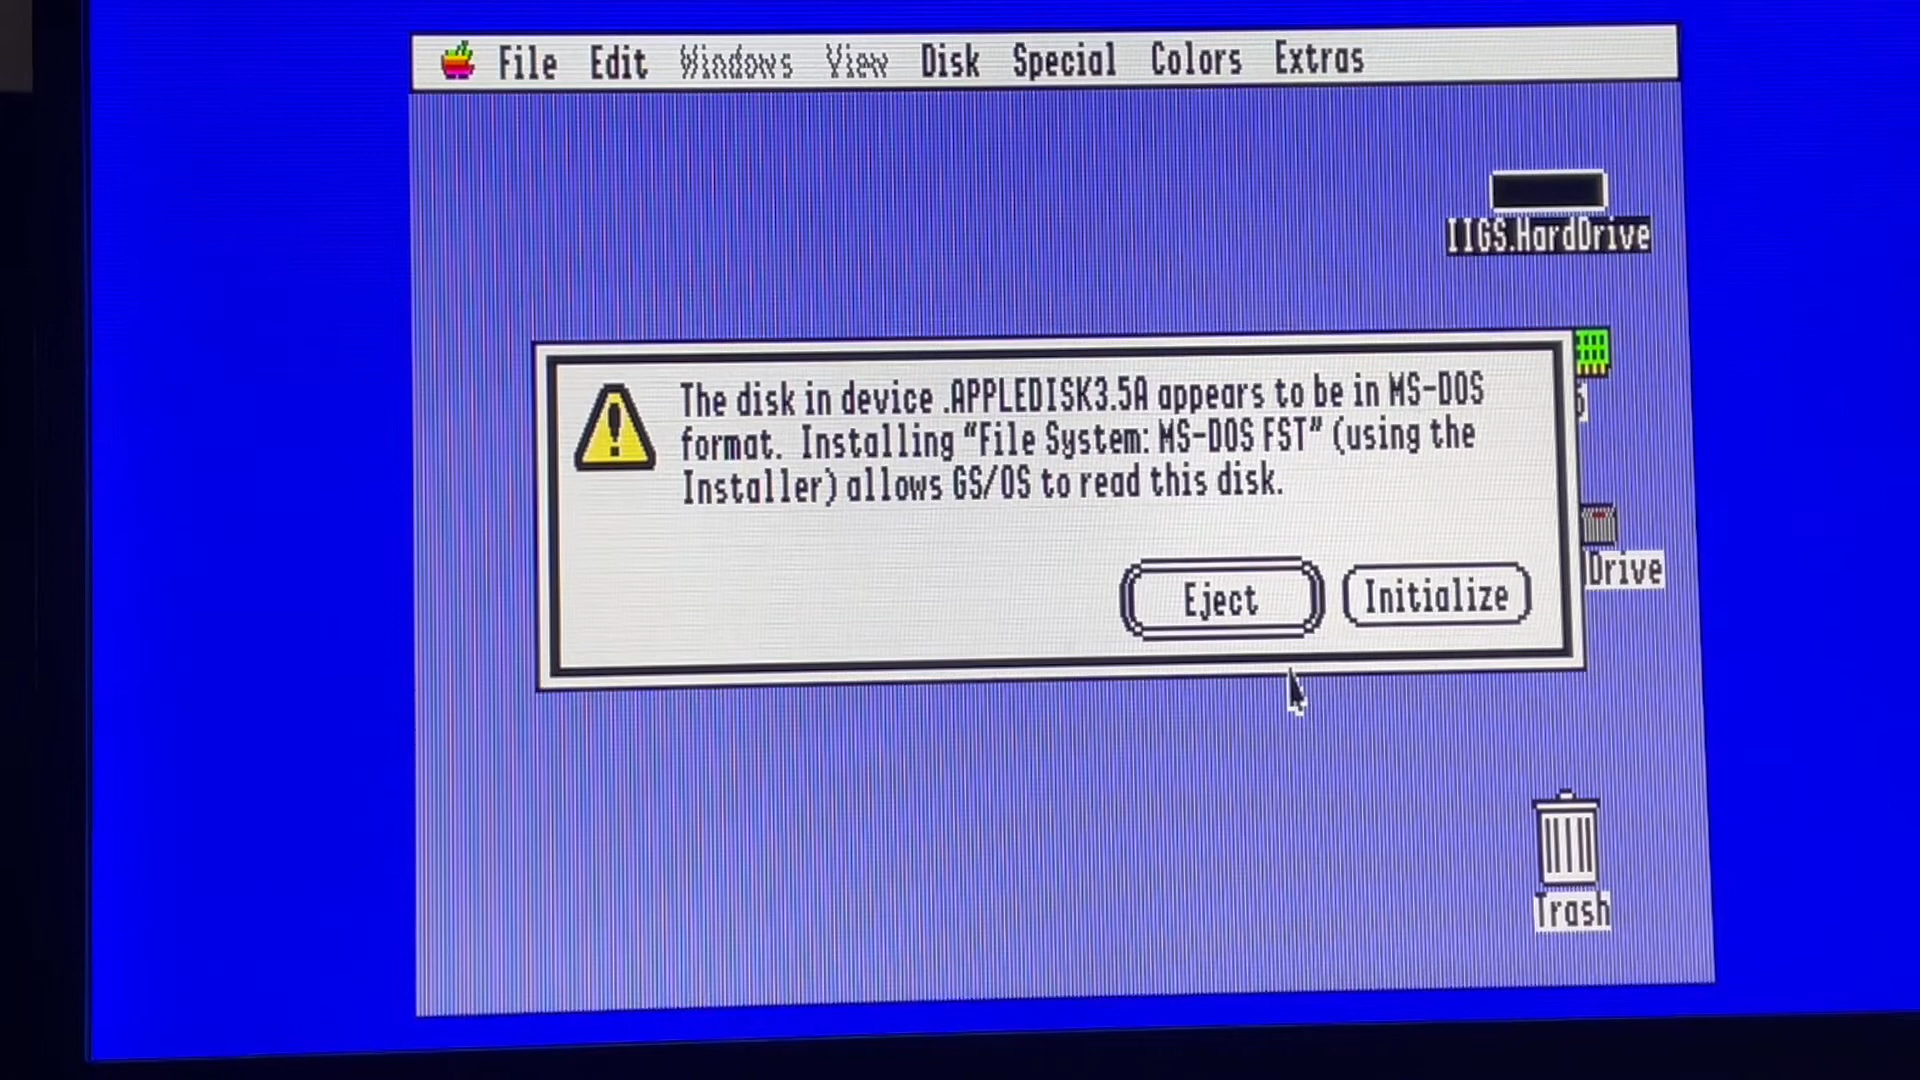 File Edit Windows View Disk Special Colors Extras
IIGS.HardDrive
The disk in device .APPLEDISK3.5A appears to be in MS-DOS
format. Installing “File System: MS-DOS FST” (using the
Installer) allows GS/OS to read this disk.
Drive
Eject Initialize
Trash